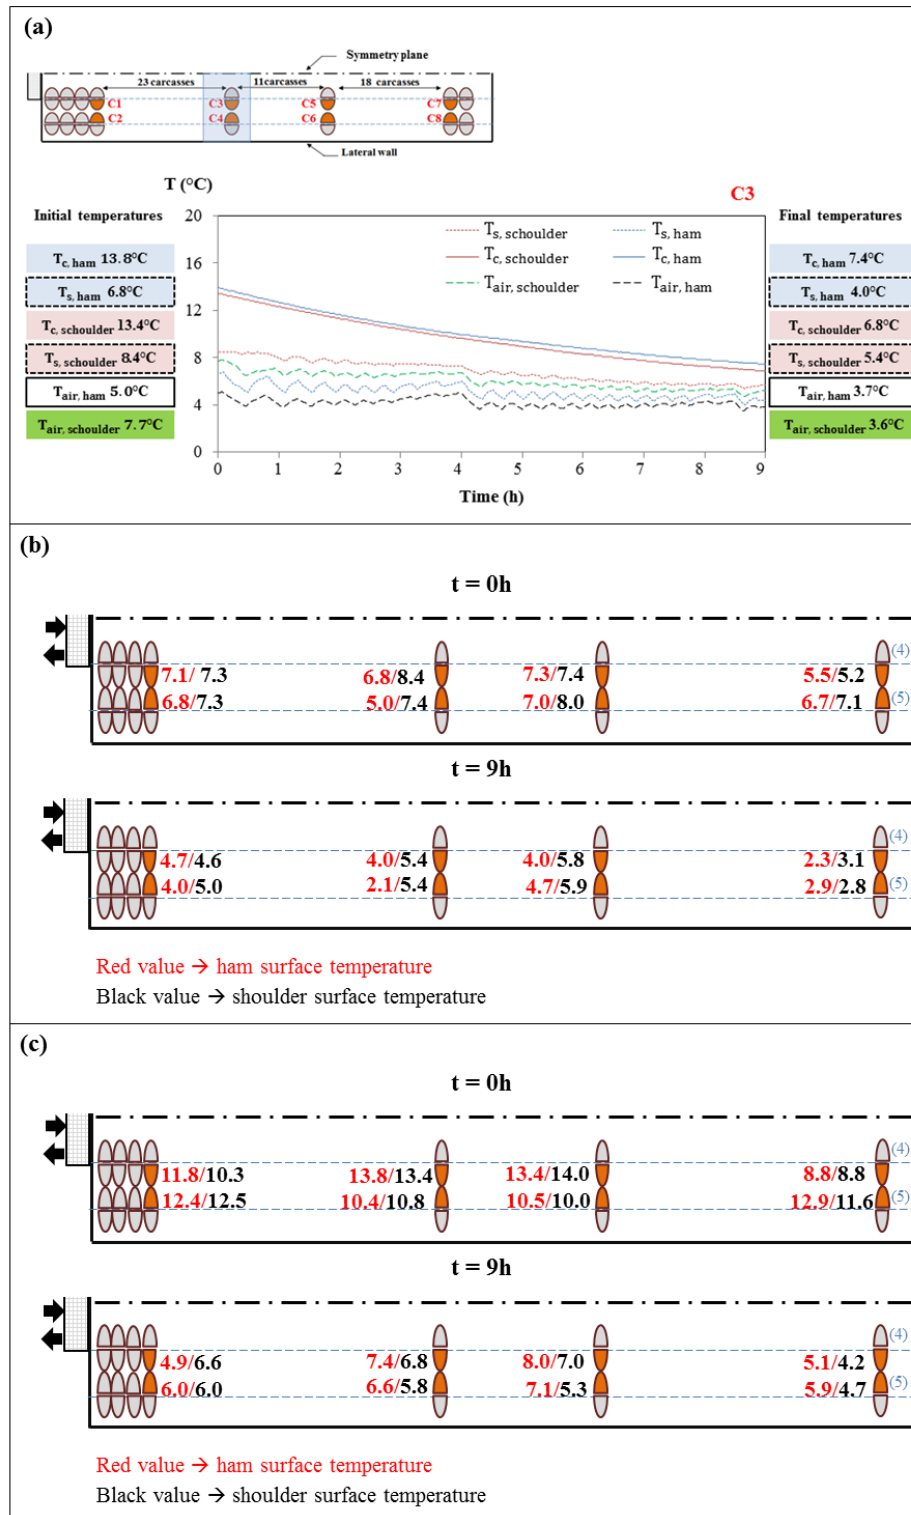 (a)
Symmetry plane
23 carcasses
11carcasses
18 carcasses
C1
C3
C5
C7
C2
C4
C6
C8
Lateral wall
T (°C)
C3
Initial temperatures
Final temperatures
20
16
12
8
4
0
T_s, schoulder
T_s, ham
T_c, schoulder
T_c, ham
T_air, schoulder
T_air, ham
T_c, ham 13.8°C
T_s, ham 6.8°C
T_c, schoulder 13.4°C
T_s, schoulder 8.4°C
T_air, ham 5.0°C
T_air, schoulder 7.7°C
T_c, ham 7.4°C
T_s, ham 4.0°C
T_c, schoulder 6.8°C
T_s, schoulder 5.4°C
T_air, ham 3.7°C
T_air, schoulder 3.6°C
0 1 2 3 4 5 6 7 8 9
Time (h)
(b)
t = 0h
(4)
7.1/ 7.3 6.8/8.4 7.3/7.4 5.5/5.2
6.8/7.3 5.0/7.4 7.0/8.0 6.7/7.1
(5)
t = 9h
(4)
4.7/4.6 4.0/5.4 4.0/5.8 2.3/3.1
4.0/5.0 2.1/5.4 4.7/5.9 2.9/2.8
(5)
Red value → ham surface temperature
Black value → shoulder surface temperature
(c)
t = 0h
(4)
11.8/10.3 13.8/13.4 13.4/14.0 8.8/8.8
12.4/12.5 10.4/10.8 10.5/10.0 12.9/11.6
(5)
t = 9h
(4)
4.9/6.6 7.4/6.8 8.0/7.0 5.1/4.2
6.0/6.0 6.6/5.8 7.1/5.3 5.9/4.7
(5)
Red value → ham surface temperature
Black value → shoulder surface temperature